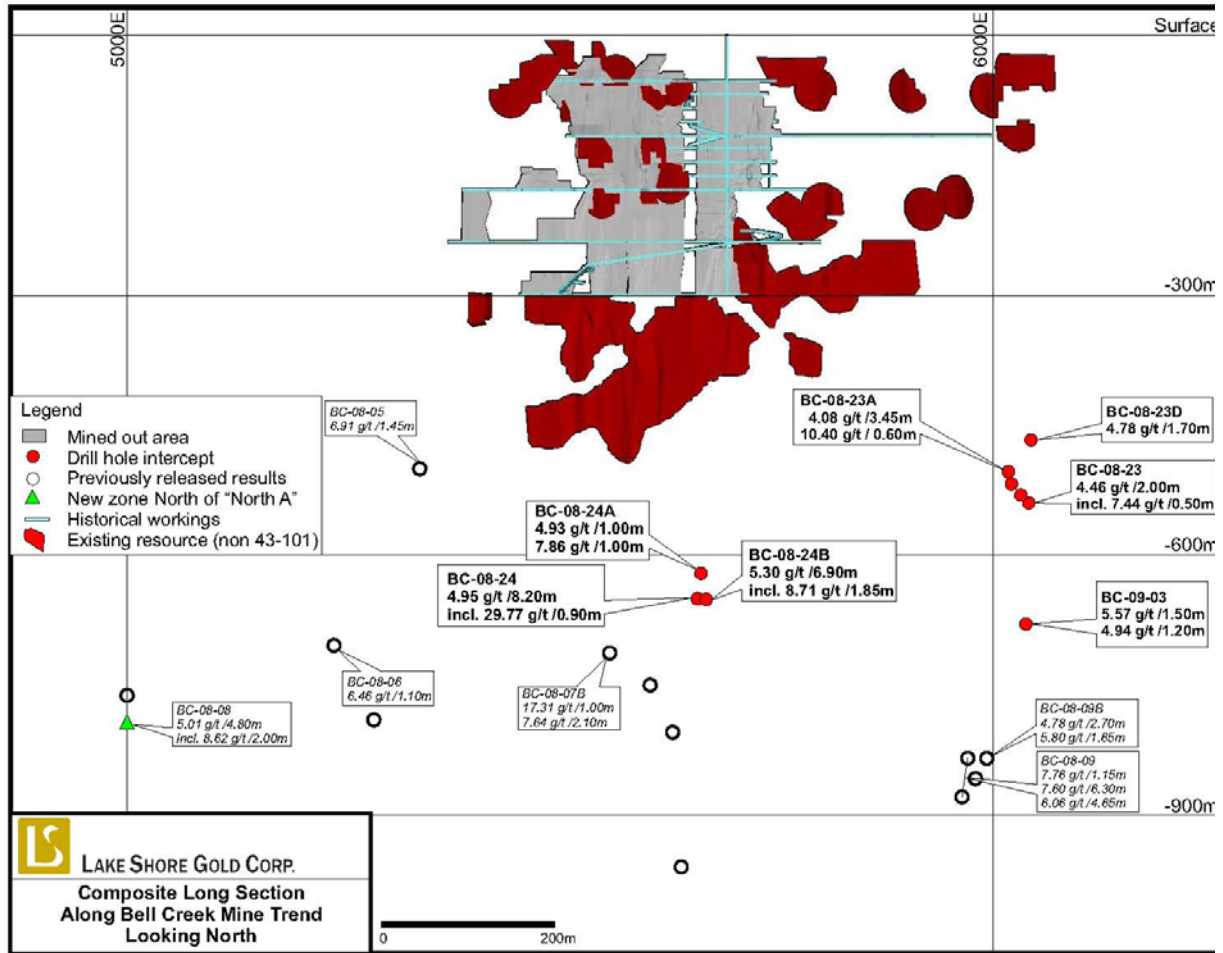 5000E
6000E
Surface
-300m
Legend
Mined out area
Drill hole intercept
Previously released results
New zone North of “North A”
Historical workings
Existing resource (non 43-101)
BC-08-05
6.91 g/t /1.45m
BC-08-23A
4.08 g/t /3.45m
10.40 g/t / 0.60m
BC-08-23D
4.78 g/t /1.70m
BC-08-23
4.46 g/t /2.00m
incl. 7.44 g/t /0.50m
BC-08-24A
4.93 g/t /1.00m
7.86 g/t /1.00m
-600m
BC-08-24
4.95 g/t /8.20m
incl. 29.77 g/t /0.90m
BC-08-24B
5.30 g/t /6.90m
incl. 8.71 g/t /1.85m
BC-09-03
5.57 g/t /1.50m
4.94 g/t /1.20m
BC-08-08
5.01 g/t /4.80m
incl. 8.62 g/t /2.00m
BC-08-06
6.46 g/t /1.10m
BC-08-07B
17.31 g/t /1.00m
7.64 g/t /2.10m
BC-08-09B
4.78 g/t /2.70m
5.80 g/t /1.65m
BC-08-09
7.76 g/t /1.15m
7.60 g/t /6.30m
6.06 g/t /4.65m
-900m
LS
LAKE SHORE GOLD CORP.
Composite Long Section
Along Bell Creek Mine Trend
Looking North
0
200m